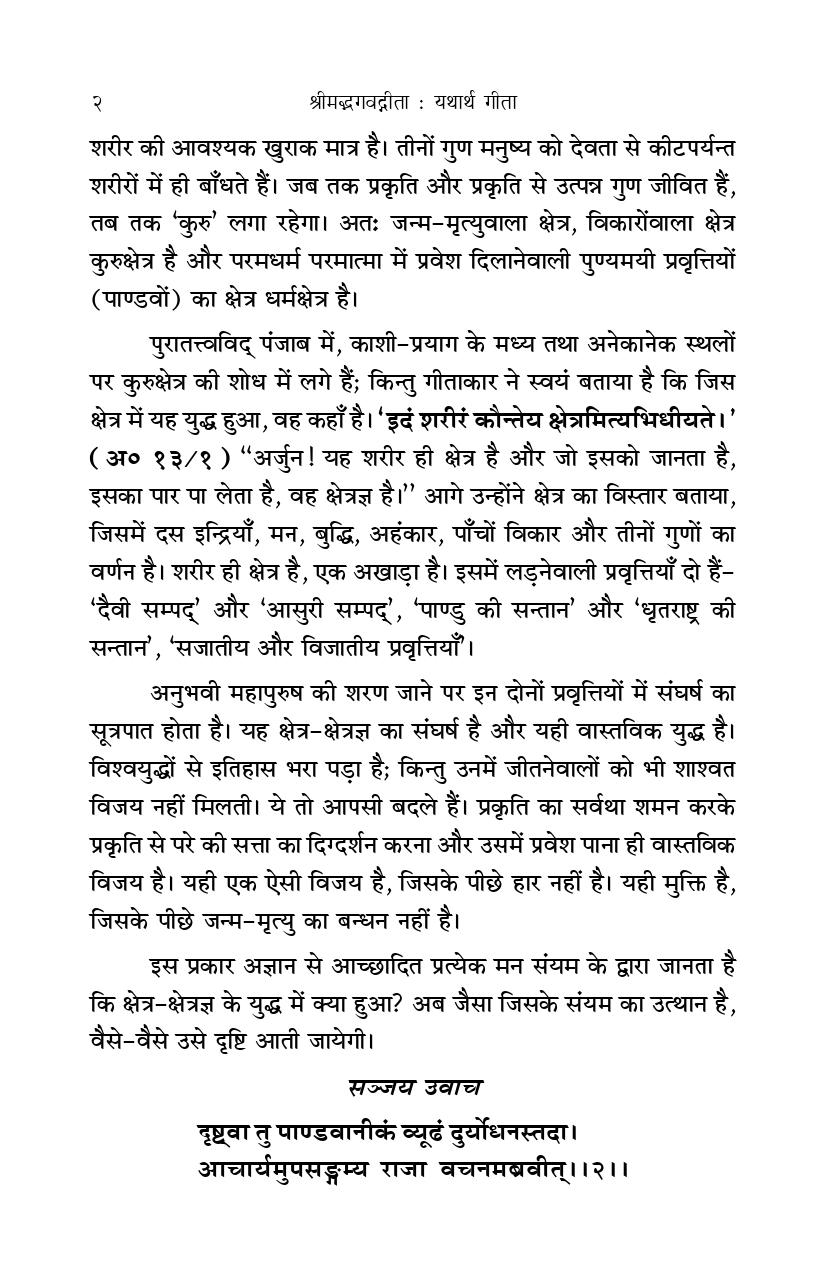 २ श्रीमद्भगवद्गीता : यथार्थ गीता
शरीर की आवश्यक खुराक मात्र है। तीनों गुण मनुष्य को देवता से कीटपर्यन्त
शरीरों में ही बाँधते हैं। जब तक प्रकृति और प्रकृति से उत्पन्न गुण जीवित हैं,
तब तक ‘कुरु’ लगा रहेगा। अतः जन्म-मृत्युवाला क्षेत्र, विकारोंवाला क्षेत्र
कुरुक्षेत्र है और परमधर्म परमात्मा में प्रवेश दिलानेवाली पुण्यमयी प्रवृत्तियों
(पाण्डवों) का क्षेत्र धर्मक्षेत्र है।
पुरातत्त्वविद् पंजाब में, काशी-प्रयाग के मध्य तथा अनेकानेक स्थलों
पर कुरुक्षेत्र की शोध में लगे हैं; किन्तु गीताकार ने स्वयं बताया है कि जिस
क्षेत्र में यह युद्ध हुआ, वह कहाँ है। ‘इदं शरीरं कौन्तेय क्षेत्रमित्यभिधीयते।’
( अ० १३/१ ) “अर्जुन! यह शरीर ही क्षेत्र है और जो इसको जानता है,
इसका पार पा लेता है, वह क्षेत्रज्ञ है।” आगे उन्होंने क्षेत्र का विस्तार बताया,
जिसमें दस इन्द्रियाँ, मन, बुद्धि, अहंकार, पाँचों विकार और तीनों गुणों का
वर्णन है। शरीर ही क्षेत्र है, एक अखाड़ा है। इसमें लड़नेवाली प्रवृत्तियाँ दो हैं-
‘दैवी सम्पद्’ और ‘आसुरी सम्पद्’, ‘पाण्डु की सन्तान’ और ‘धृतराष्ट्र की
सन्तान’, ‘सजातीय और विजातीय प्रवृत्तियाँ’।
अनुभवी महापुरुष की शरण जाने पर इन दोनों प्रवृत्तियों में संघर्ष का
सूत्रपात होता है। यह क्षेत्र-क्षेत्रज्ञ का संघर्ष है और यही वास्तविक युद्ध है।
विश्वयुद्धों से इतिहास भरा पड़ा है; किन्तु उनमें जीतनेवालों को भी शाश्वत
विजय नहीं मिलती। ये तो आपसी बदले हैं। प्रकृति का सर्वथा शमन करके
प्रकृति से परे की सत्ता का दिग्दर्शन करना और उसमें प्रवेश पाना ही वास्तविक
विजय है। यही एक ऐसी विजय है, जिसके पीछे हार नहीं है। यही मुक्ति है,
जिसके पीछे जन्म-मृत्यु का बन्धन नहीं है।
इस प्रकार अज्ञान से आच्छादित प्रत्येक मन संयम के द्वारा जानता है
कि क्षेत्र-क्षेत्रज्ञ के युद्ध में क्या हुआ? अब जैसा जिसके संयम का उत्थान है,
वैसे-वैसे उसे दृष्टि आती जायेगी।
सञ्जय उवाच
दृष्ट्वा तु पाण्डवानीकं व्यूढं दुर्योधनस्तदा।
आचार्यमुपसङ्गम्य राजा वचनमब्रवीत्।।२।।